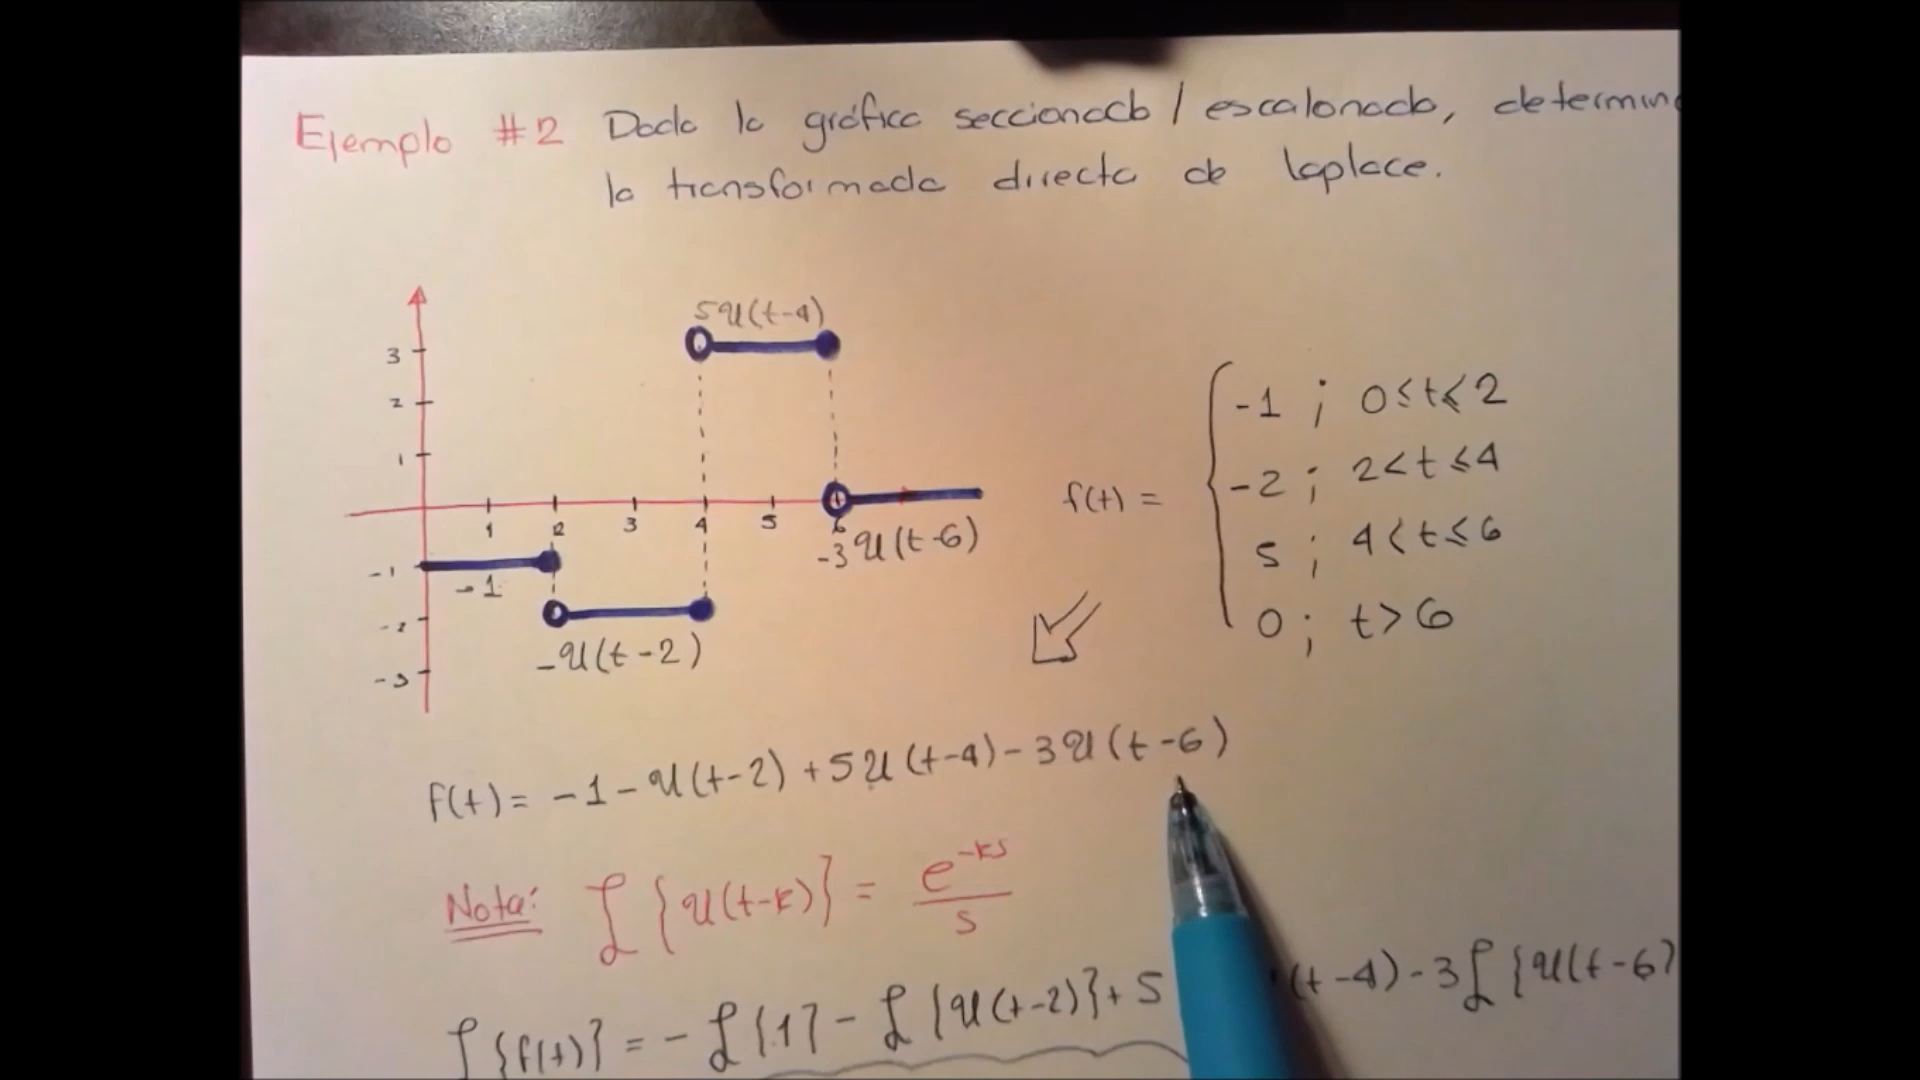 Ejemplo #2 Dada la gráfica seccionada / escalonada, determin
la transformada directa de laplace.
5U(t-4)
3
2
1
1 2 3 4 5 6
-3U(t-6)
-1
-1
-2
-U(t-2)
-3
f(t) =
-1 ; 0≤t≤2
-2 ; 2<t≤4
5 ; 4<t≤6
0 ; t>6
f(t) = -1 - U(t-2) + 5U(t-4) - 3U(t-6)
Nota: ℒ{U(t-k)} = e^-ks / s
ℒ{f(t)} = -ℒ{1} - ℒ{U(t-2)} + 5 (t-4) - 3ℒ{U(t-6)